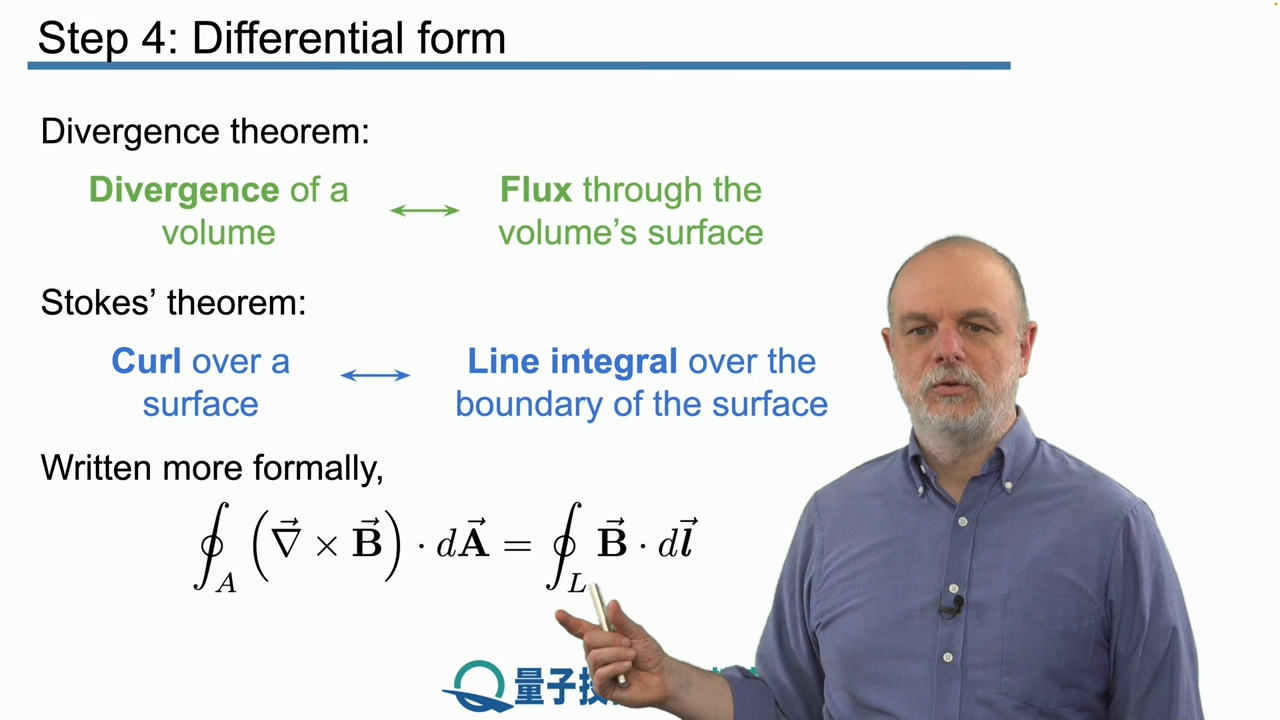 Step 4: Differential form
Divergence theorem:
Divergence of a volume ⟷ Flux through the volume’s surface
Stokes’ theorem:
Curl over a surface ⟷ Line integral over the boundary of the surface
Written more formally,
∮_A (∇⃗ × B⃗) · dA⃗ = ∮_L B⃗ · dl⃗
量子